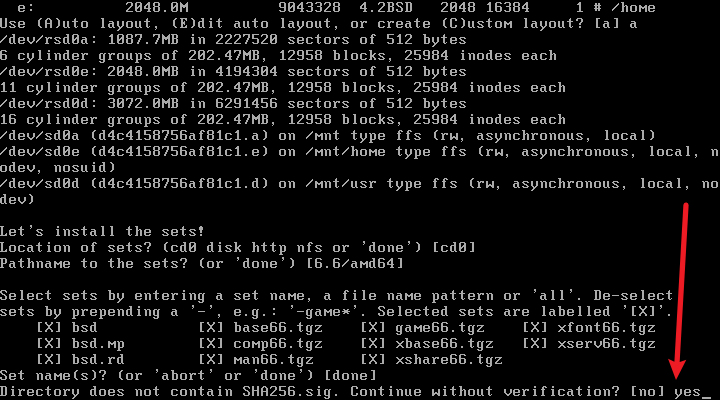 e:          2048.0M          9043328  4.2BSD   2048 16384     1 # /home
Use (A)uto layout, (E)dit auto layout, or create (C)ustom layout? [a] a
/dev/rsd0a: 1087.7MB in 2227520 sectors of 512 bytes
6 cylinder groups of 202.47MB, 12958 blocks, 25984 inodes each
/dev/rsd0e: 2048.0MB in 4194304 sectors of 512 bytes
11 cylinder groups of 202.47MB, 12958 blocks, 25984 inodes each
/dev/rsd0d: 3072.0MB in 6291456 sectors of 512 bytes
16 cylinder groups of 202.47MB, 12958 blocks, 25984 inodes each
/dev/sd0a (d4c4158756af81c1.a) on /mnt type ffs (rw, asynchronous, local)
/dev/sd0e (d4c4158756af81c1.e) on /mnt/home type ffs (rw, asynchronous, local, n
odev, nosuid)
/dev/sd0d (d4c4158756af81c1.d) on /mnt/usr type ffs (rw, asynchronous, local, no
dev)
Let's install the sets!
Location of sets? (cd0 disk http nfs or 'done') [cd0]
Pathname to the sets? (or 'done') [6.6/amd64]
Select sets by entering a set name, a file name pattern or 'all'. De-select
sets by prepending a '-', e.g.: '-game*'. Selected sets are labelled '[X]'.
[X] bsd           [X] base66.tgz    [X] game66.tgz    [X] xfont66.tgz
[X] bsd.mp        [X] comp66.tgz    [X] xbase66.tgz   [X] xserv66.tgz
[X] bsd.rd        [X] man66.tgz     [X] xshare66.tgz
Set name(s)? (or 'abort' or 'done') [done]
Directory does not contain SHA256.sig. Continue without verification? [no] yes_